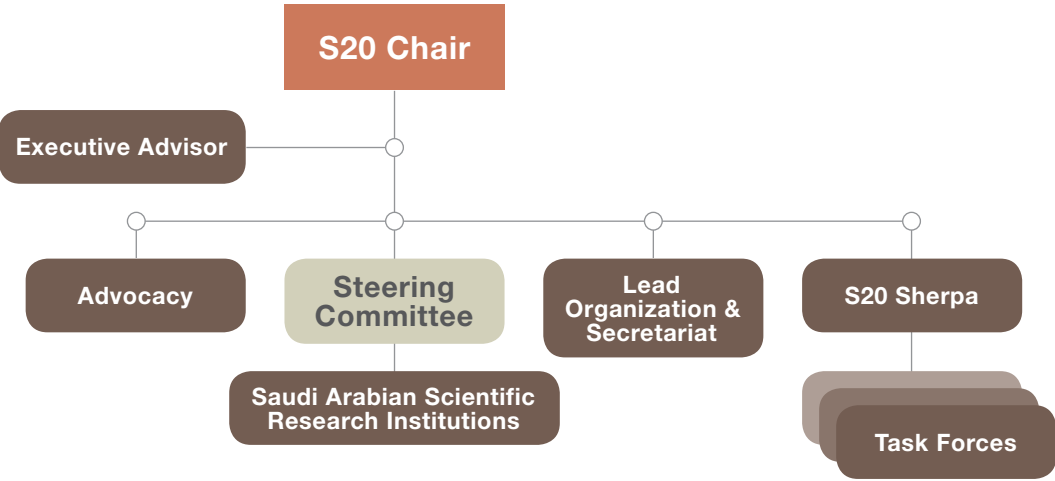 S20 Chair
Executive Advisor
Advocacy
Steering
Committee
Lead
Organization &
Secretariat
S20 Sherpa
Saudi Arabian Scientific
Research Institutions
Task Forces